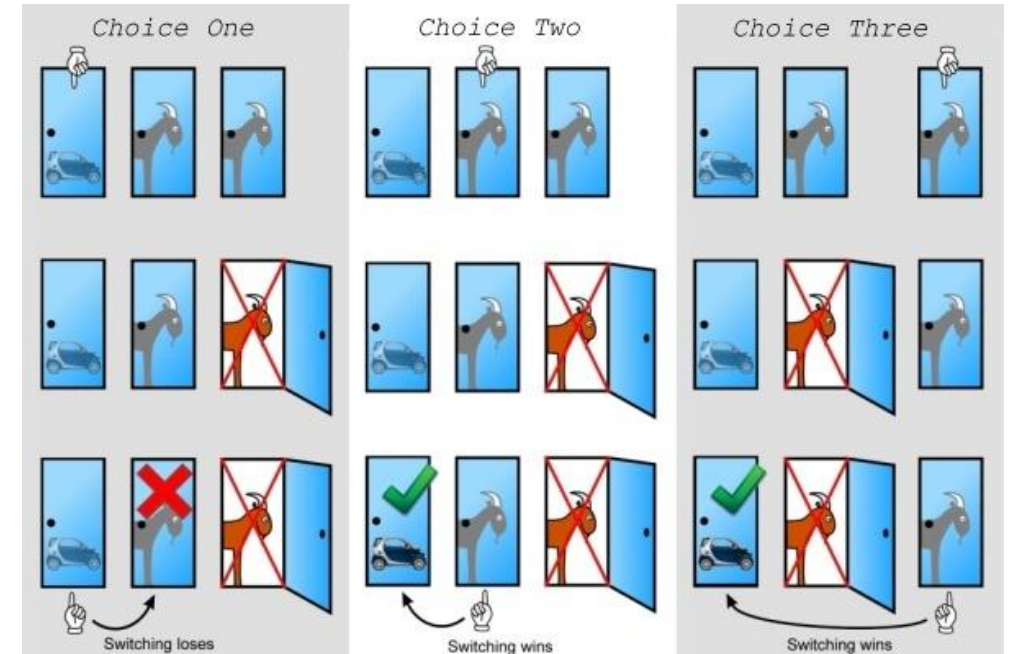 Choice One
Choice Two
Choice Three
Switching loses
Switching wins
Switching wins